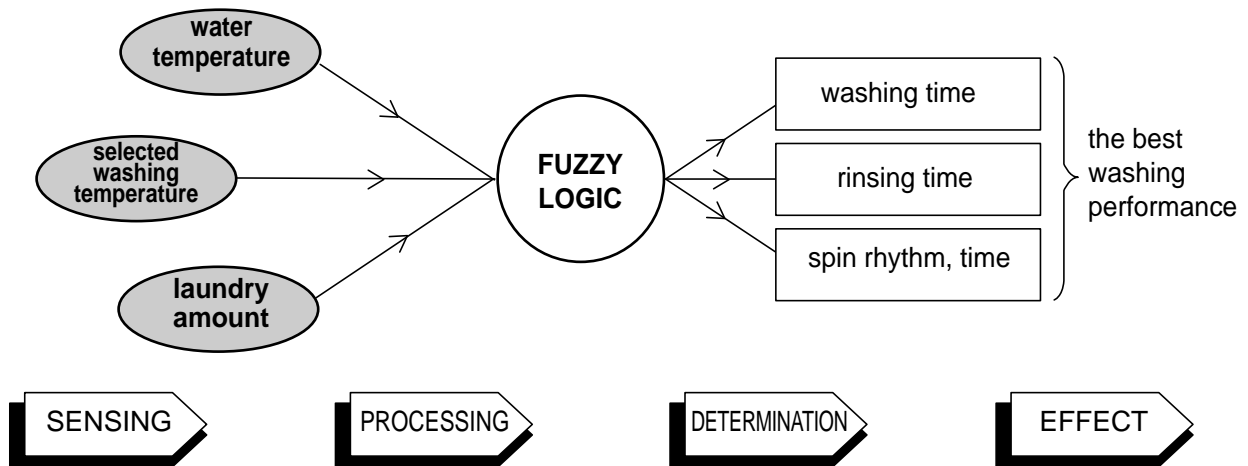 water
temperature
selected
washing
temperature
laundry
amount
FUZZY
LOGIC
washing time
rinsing time
spin rhythm, time
the best
washing
performance
SENSING
PROCESSING
DETERMINATION
EFFECT